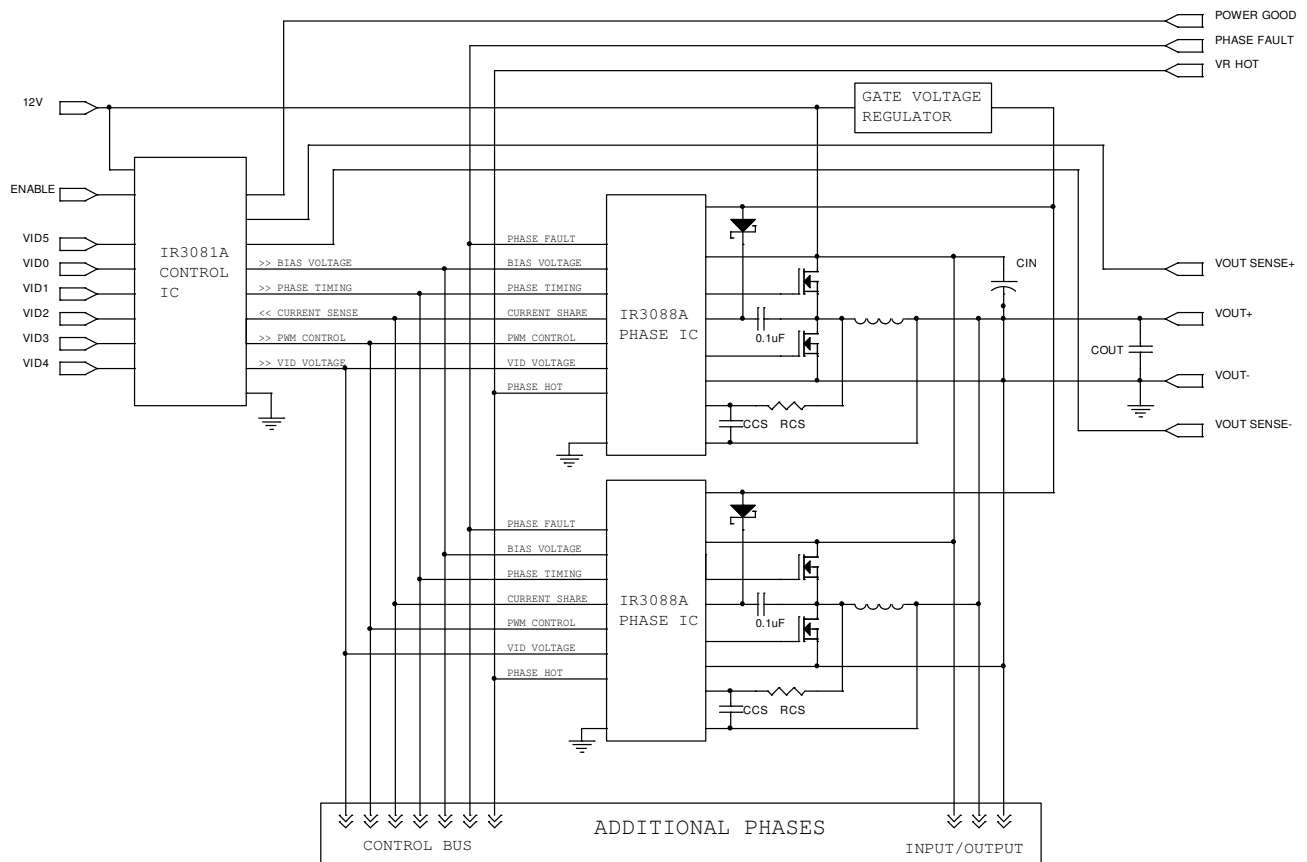 POWER GOOD
PHASE FAULT
VR HOT
12V
GATE VOLTAGE
REGULATOR
ENABLE
VID5
VID0
VID1
VID2
VID3
VID4
IR3081A
CONTROL
IC
>> BIAS VOLTAGE
>> PHASE TIMING
<< CURRENT SENSE
>> PWM CONTROL
>> VID VOLTAGE
PHASE FAULT
BIAS VOLTAGE
PHASE TIMING
CURRENT SHARE
PWM CONTROL
VID VOLTAGE
PHASE HOT
IR3088A
PHASE IC
0.1uF
CCS
RCS
CIN
COUT
VOUT SENSE+
VOUT+
VOUT-
VOUT SENSE-
PHASE FAULT
BIAS VOLTAGE
PHASE TIMING
CURRENT SHARE
PWM CONTROL
VID VOLTAGE
PHASE HOT
IR3088A
PHASE IC
0.1uF
CCS
RCS
ADDITIONAL PHASES
CONTROL BUS
INPUT/OUTPUT